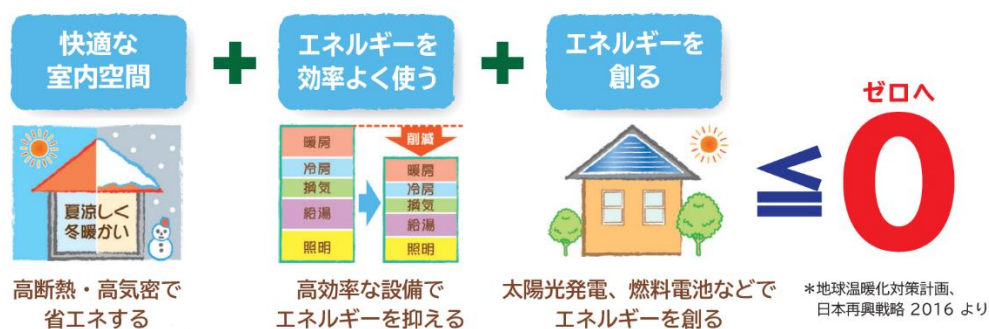 快適な
室内空間
+
エネルギーを
効率よく使う
+
エネルギーを
創る
≦
ゼロへ
0
夏涼しく
冬暖かい
暖房
冷房
換気
給湯
照明
削減
暖房
冷房
換気
給湯
照明
高断熱・高気密で
省エネする
高効率な設備で
エネルギーを抑える
太陽光発電、燃料電池などで
エネルギーを創る
*地球温暖化対策計画、
日本再興戦略 2016 より